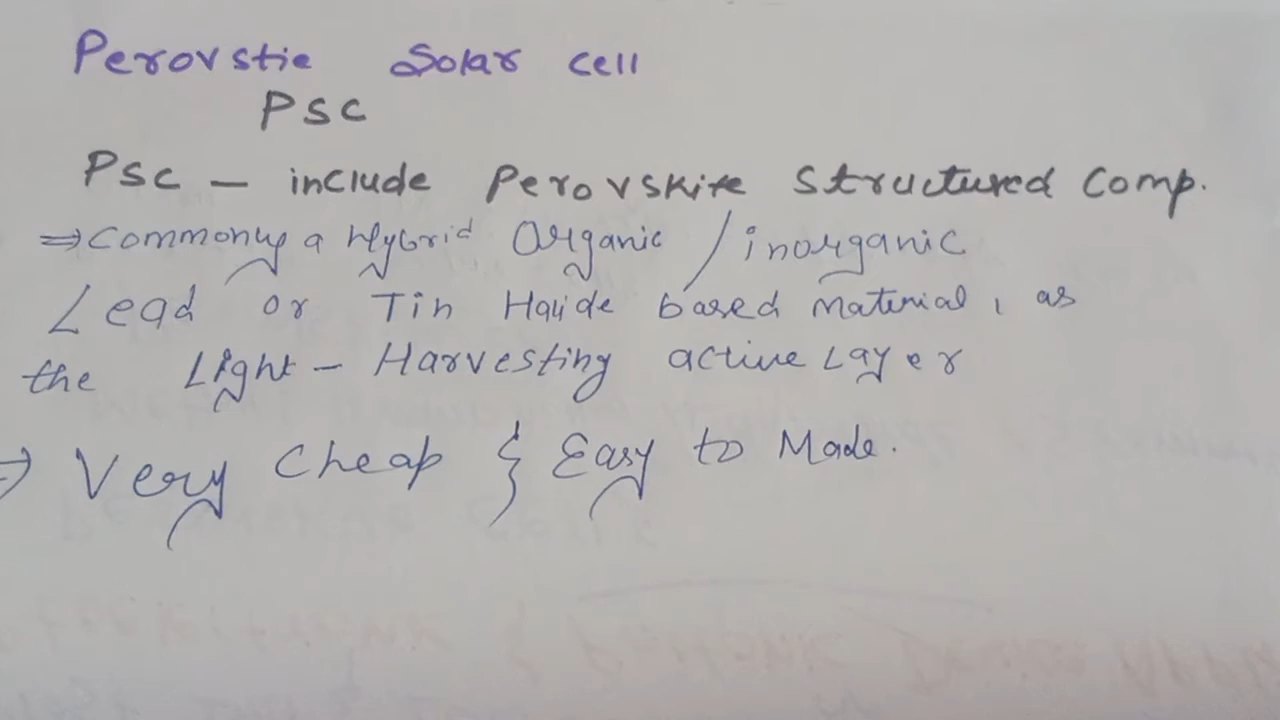 Perovstie Solar cell
PSC
PSC - include Perovskite Structured Comp.
⇒ Commonly a Hybrid Organic / inorganic
Lead or Tin Halide based material, as
the Light - Harvesting active Layer
⇒ Very Cheap & Easy to Made.